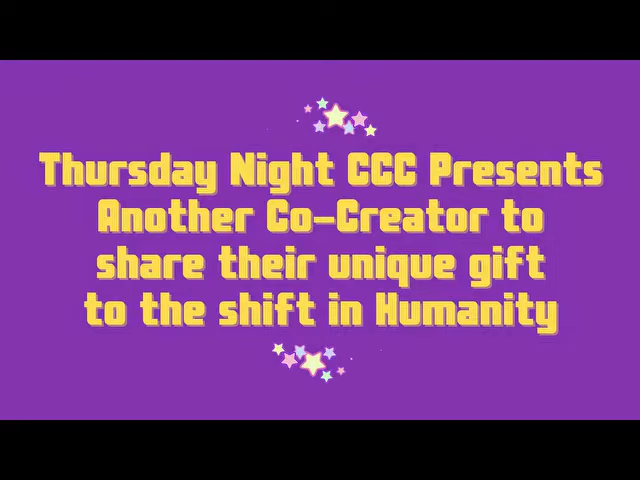 Thursday Night CCC Presents
Another Co-Creator to
share their unique gift
to the shift in Humanity